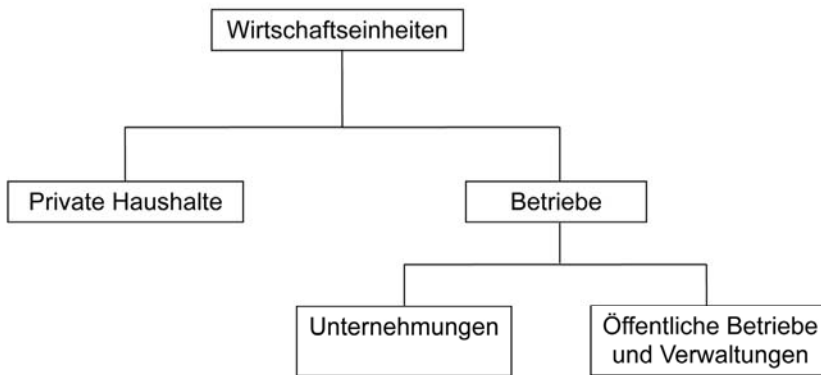 Wirtschaftseinheiten
Private Haushalte
Betriebe
Unternehmungen
Öffentliche Betriebe
und Verwaltungen